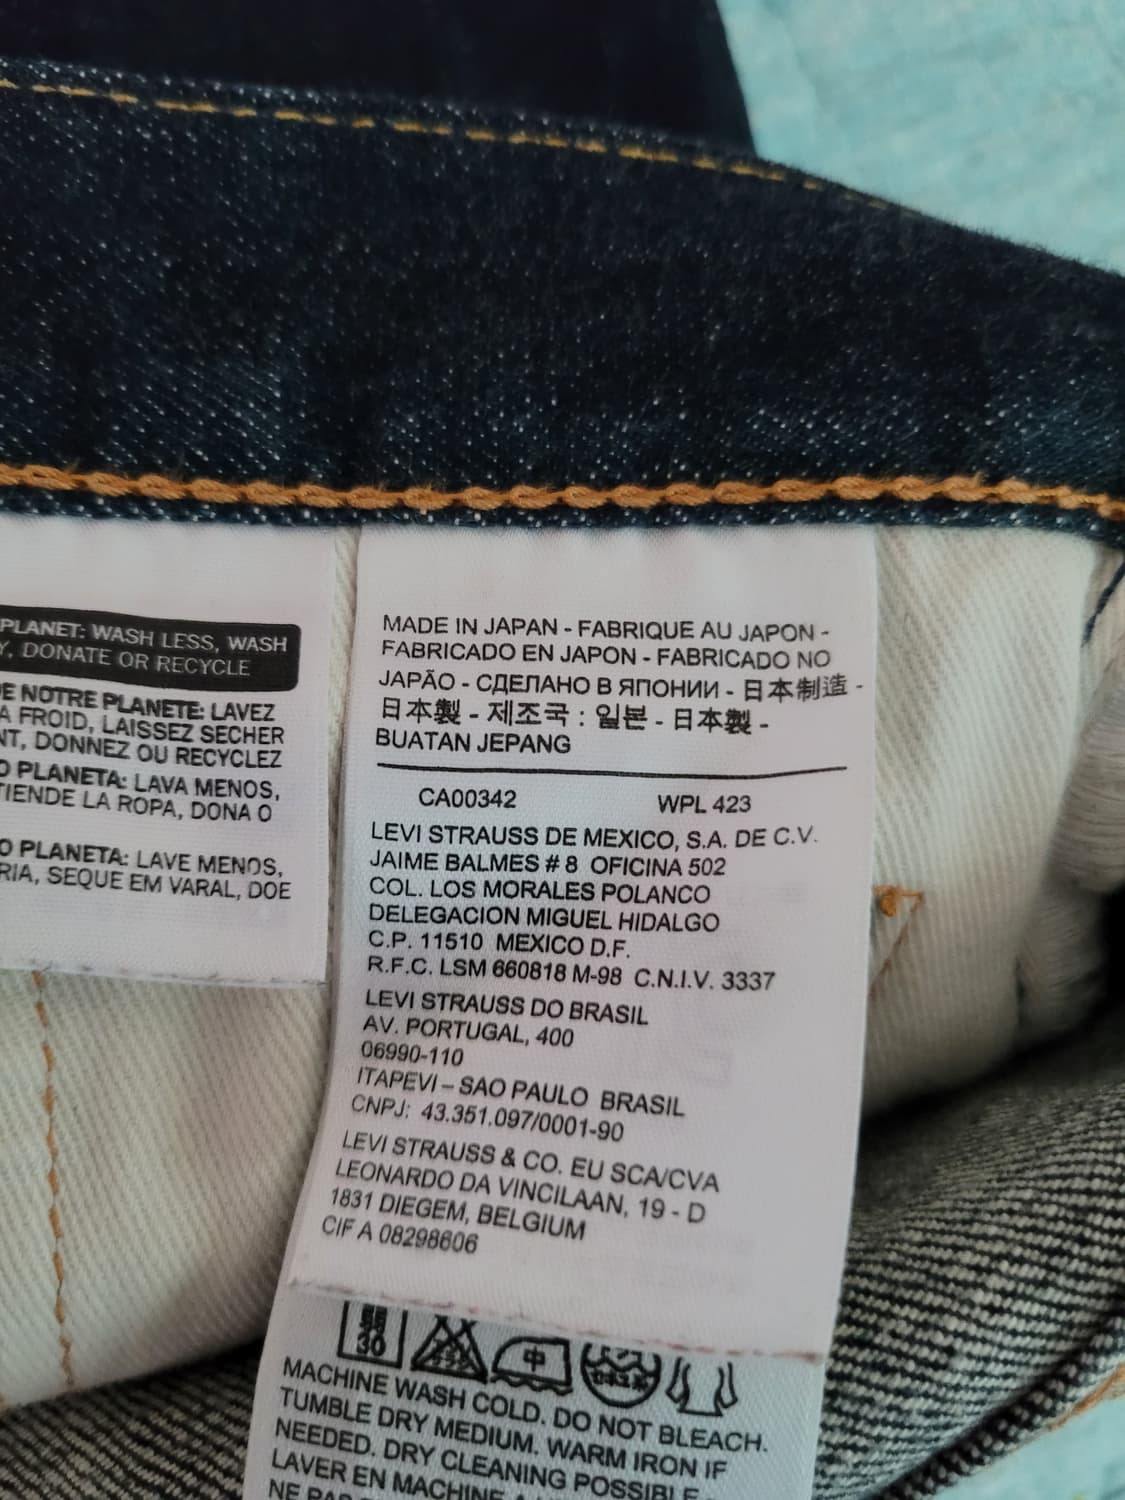 PLANET: WASH LESS, WASH
Y, DONATE OR RECYCLE
DE NOTRE PLANETE: LAVEZ
A FROID, LAISSEZ SECHER
NT, DONNEZ OU RECYCLEZ
O PLANETA: LAVA MENOS,
TIENDE LA ROPA, DONA O
O PLANETA: LAVE MENOS,
RIA, SEQUE EM VARAL, DOE
MADE IN JAPAN - FABRIQUE AU JAPON -
FABRICADO EN JAPON - FABRICADO NO
JAPÃO - СДЕЛАНО В ЯПОНИИ - 日本制造 -
日本製 - 제조국 : 일본 - 日本製 -
BUATAN JEPANG
CA00342 WPL 423
LEVI STRAUSS DE MEXICO, S.A. DE C.V.
JAIME BALMES # 8 OFICINA 502
COL. LOS MORALES POLANCO
DELEGACION MIGUEL HIDALGO
C.P. 11510 MEXICO D.F.
R.F.C. LSM 660818 M-98 C.N.I.V. 3337
LEVI STRAUSS DO BRASIL
AV. PORTUGAL, 400
06990-110
ITAPEVI – SAO PAULO BRASIL
CNPJ: 43.351.097/0001-90
LEVI STRAUSS & CO. EU SCA/CVA
LEONARDO DA VINCILAAN, 19 - D
1831 DIEGEM, BELGIUM
CIF A 08298606
弱
30
中
MACHINE WASH COLD. DO NOT BLEACH.
TUMBLE DRY MEDIUM. WARM IRON IF
NEEDED. DRY CLEANING POSSIBLE
LAVER EN MACHINE